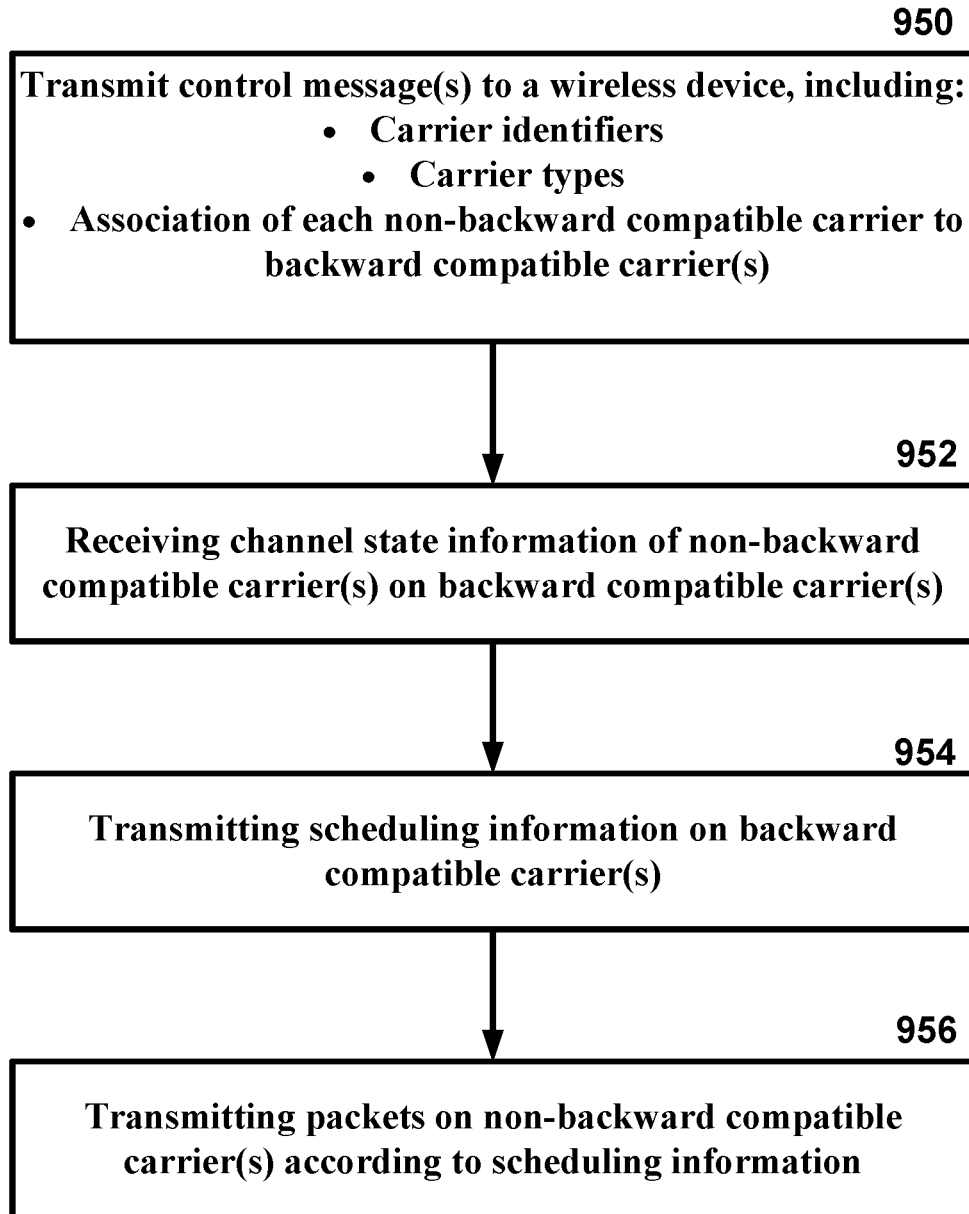 950
Transmit control message(s) to a wireless device, including:
• Carrier identifiers
• Carrier types
• Association of each non-backward compatible carrier to
backward compatible carrier(s)
952
Receiving channel state information of non-backward
compatible carrier(s) on backward compatible carrier(s)
954
Transmitting scheduling information on backward
compatible carrier(s)
956
Transmitting packets on non-backward compatible
carrier(s) according to scheduling information